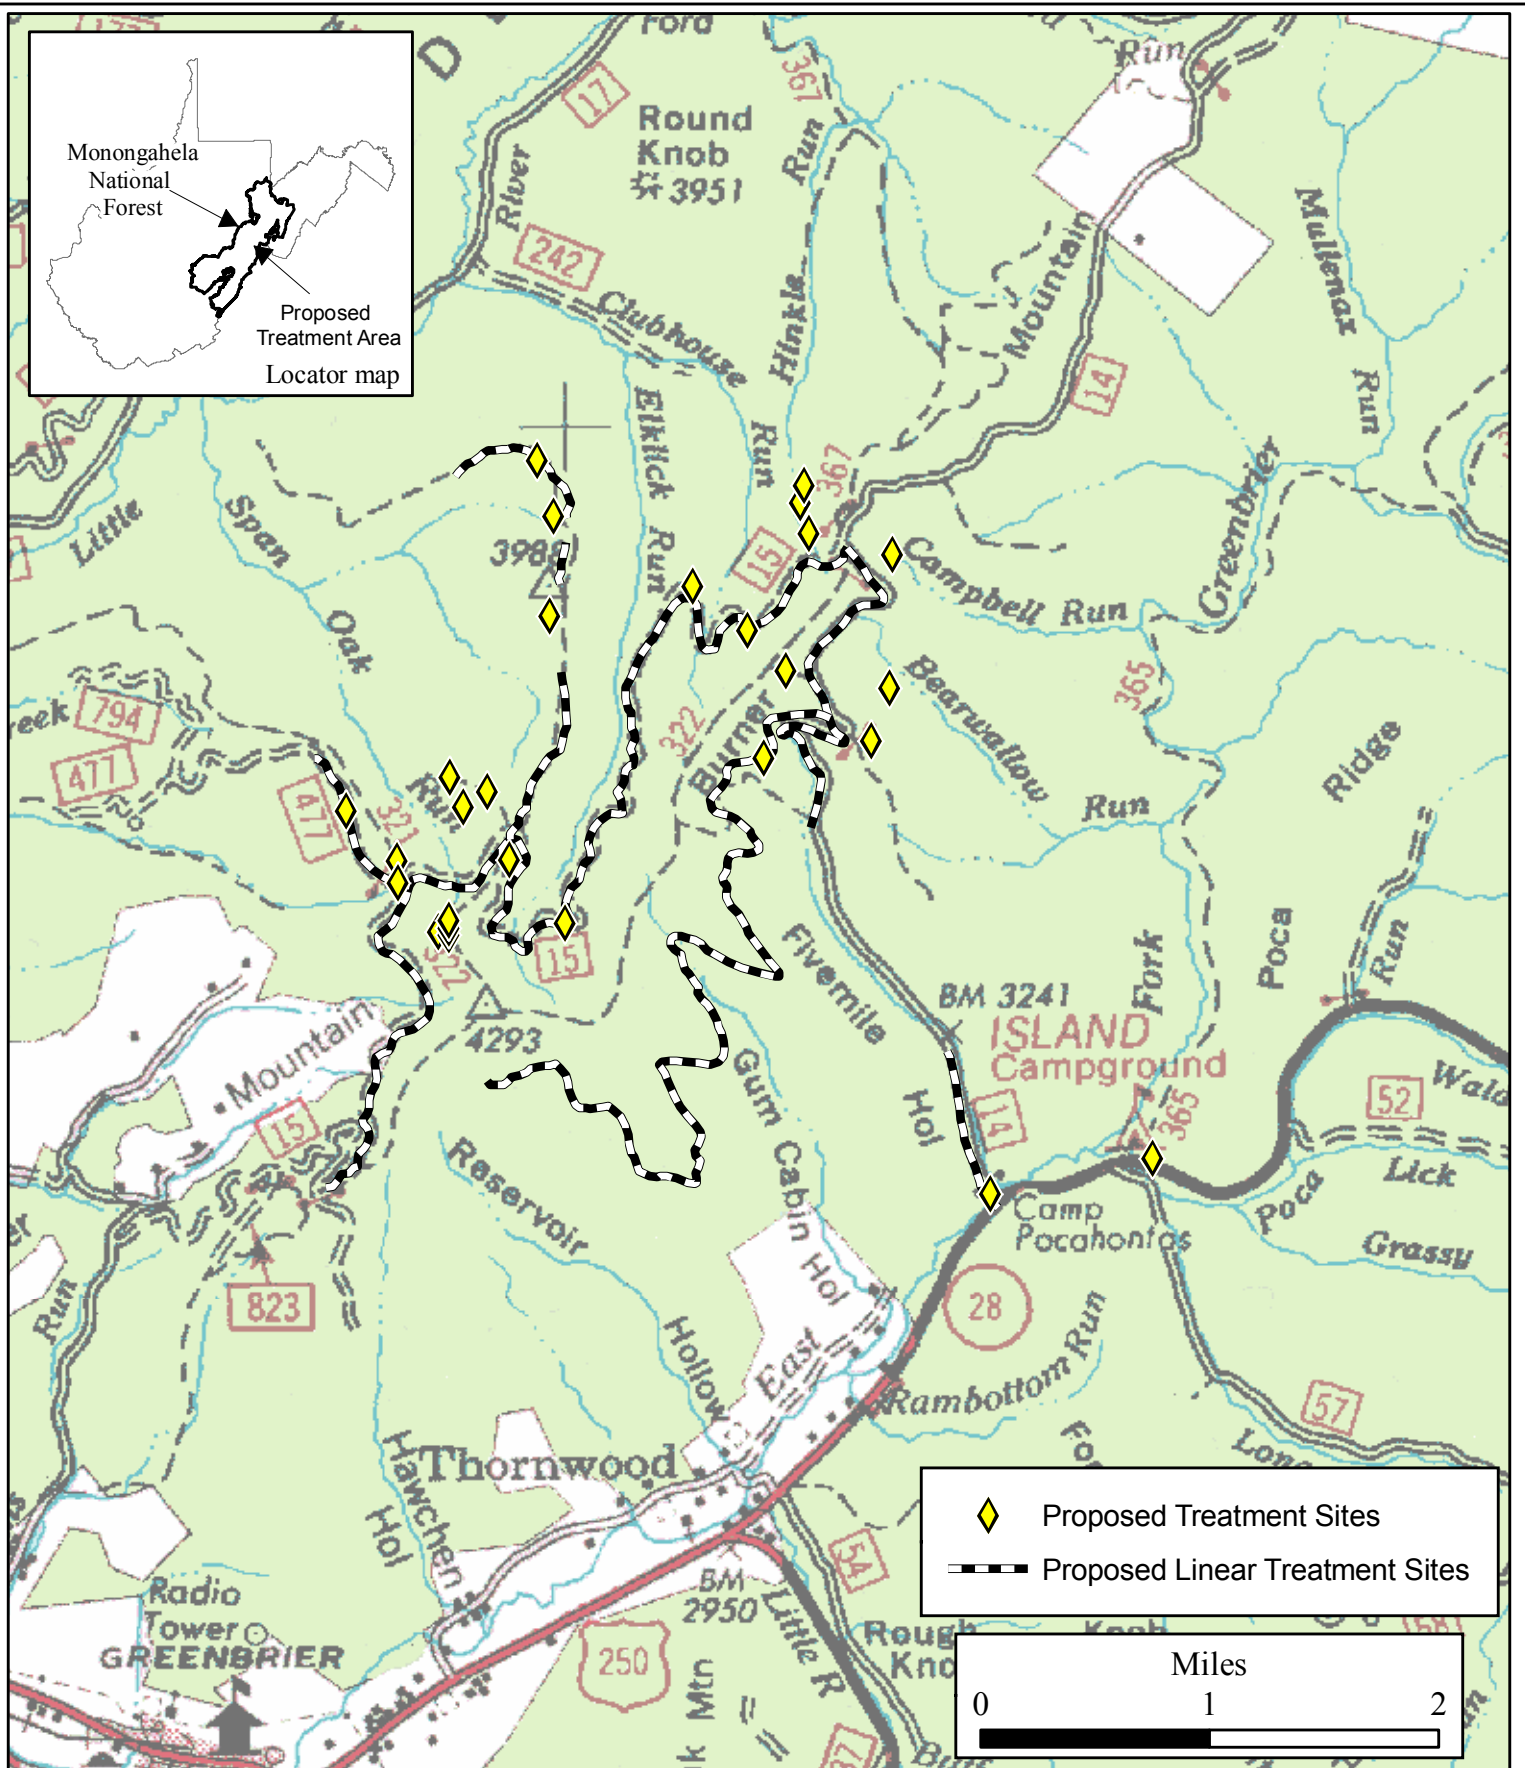 Ford
D
Run
17
367
Round
Knob
3951
Run
River
Monongahela
National
Forest
Proposed
Treatment Area
Locator map
242
Clubhouse
Run
Hinkle
Mountain
Mullenax
Run
14
Elklick
Run
367
Little
Span
Oak
Run
3988
15
Campbell Run
Greenbrier
365
Bearwallow
Run
Ridge
Poca
Run
794
477
477
321
322
Burner
322
15
4293
Mountain
15
Fivemile
Hol
BM 3241
ISLAND
Campground
Fork
14
365
52
Poca
Lick
Grassy
Gum Cabin Hol
Reservoir
Hollow
Camp
Pocahontas
823
Run
28
East
Rambottom Run
57
Thornwood
Hawchen
Hol
54
BM
2950
Little R
Radio
Tower
GREENBRIER
250
Mtn
Proposed Treatment Sites
Proposed Linear Treatment Sites
Miles
0 1 2